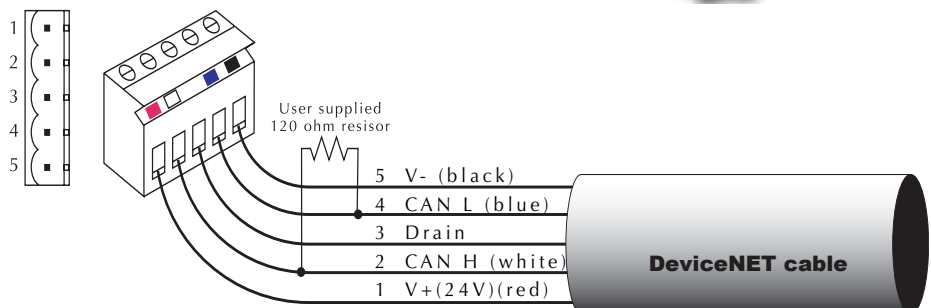 1
2
3
4
5
User supplied
120 ohm resisor
5 V- (black)
4 CAN L (blue)
3 Drain
2 CAN H (white)
1 V+(24V)(red)
DeviceNET cable